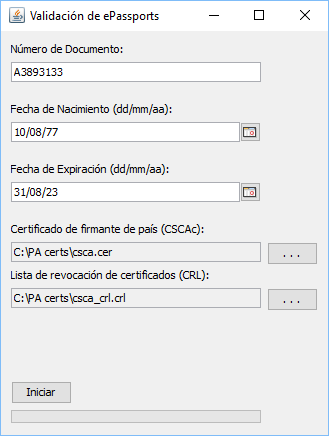 Validación de ePassports
Número de Documento:
A3893133
Fecha de Nacimiento (dd/mm/aa):
10/08/77
Fecha de Expiración (dd/mm/aa):
31/08/23
Certificado de firmante de país (CSCAc):
C:\PA certs\csca.cer
...
Lista de revocación de certificados (CRL):
C:\PA certs\csca_crl.crl
...
Iniciar